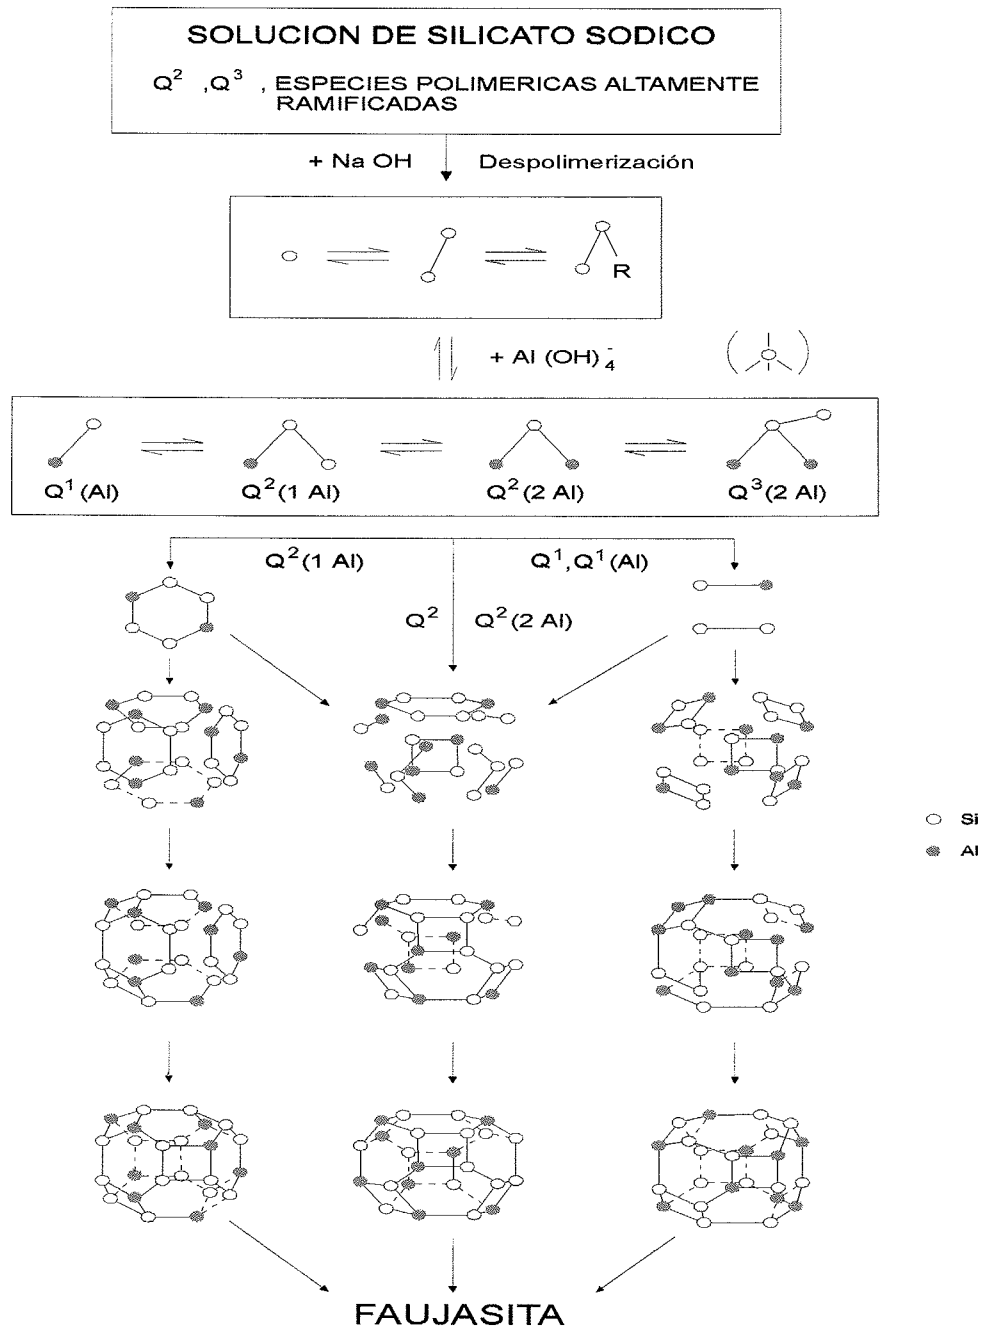 SOLUCION DE SILICATO SODICO
Q² ,Q³ , ESPECIES POLIMERICAS ALTAMENTE
RAMIFICADAS
+ Na OH Despolimerización
R
+ Al (OH)₄⁻
Q¹(Al) Q²(1 Al) Q²(2 Al) Q³(2 Al)
Q²(1 Al) Q¹,Q¹(Al)
Q² Q²(2 Al)
Si
Al
FAUJASITA